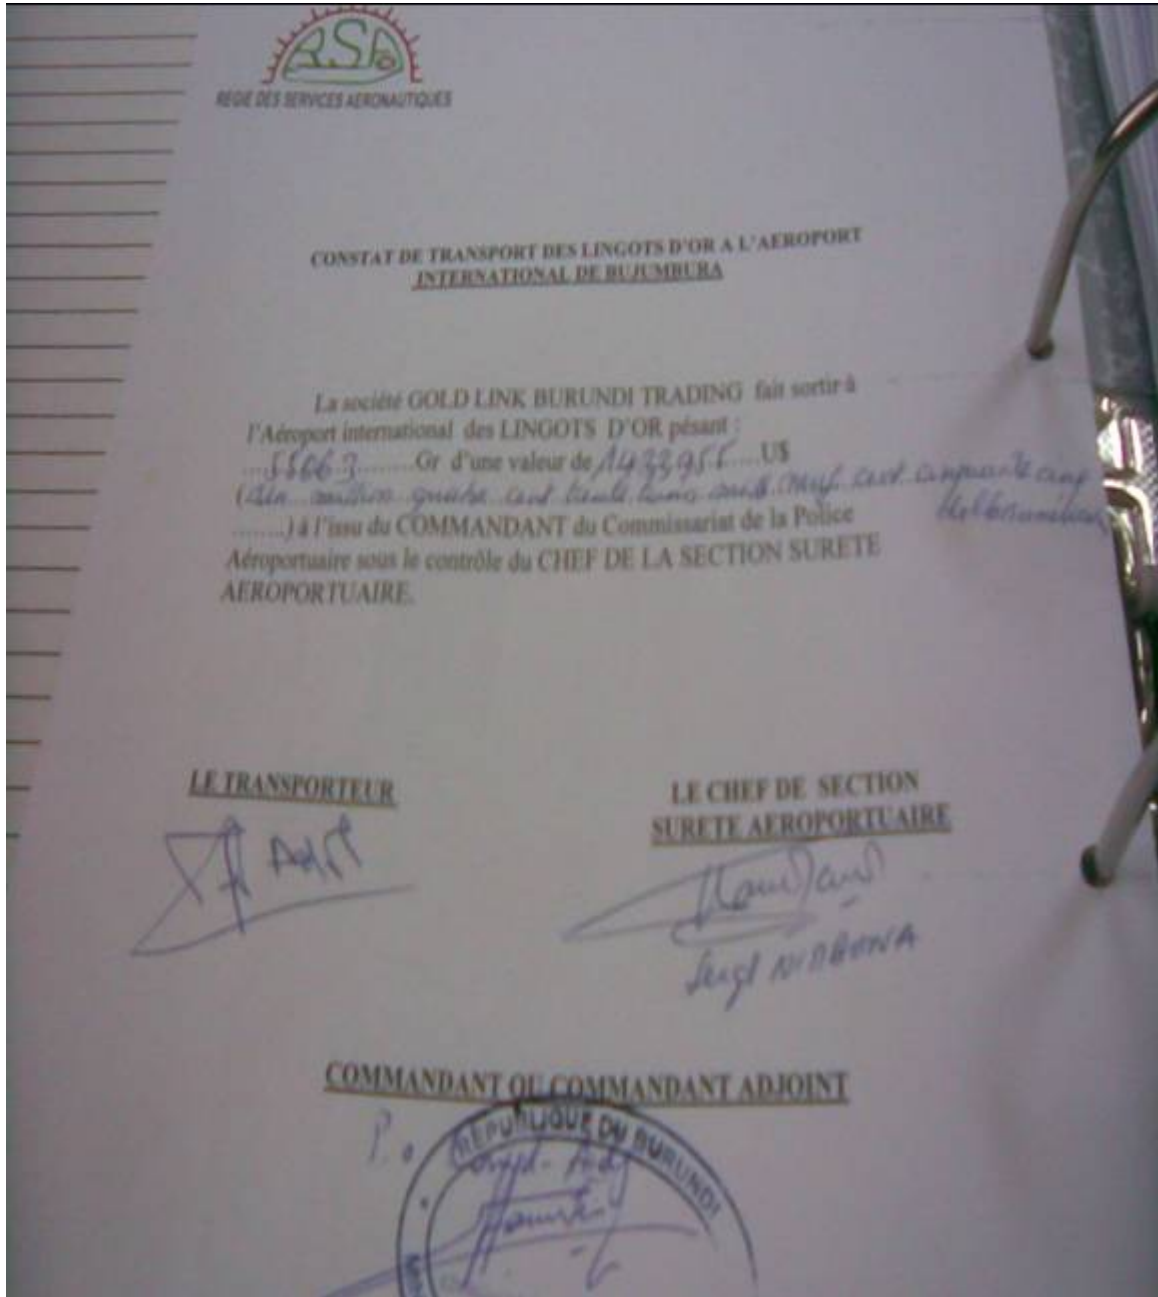 RSA
REGIE DES SERVICES AERONAUTIQUES
CONSTAT DE TRANSPORT DES LINGOTS D'OR A L'AEROPORT
INTERNATIONAL DE BUJUMBURA
La société GOLD LINK BURUNDI TRADING fait sortir à
l'Aéroport international des LINGOTS D'OR pésant :
....55063........Gr d'une valeur de 1433955....U$
(Un million quatre cent trente trois mille neuf cent cinquante cinq
.......) à l'issu du COMMANDANT du Commissariat de la Police
Aéroportuaire sous le contrôle du CHEF DE LA SECTION SURETE
AEROPORTUAIRE.
LE TRANSPORTEUR
LE CHEF DE SECTION
SURETE AEROPORTUAIRE
COMMANDANT OU COMMANDANT ADJOINT
P.o
REPUBLIQUE DU BURUNDI